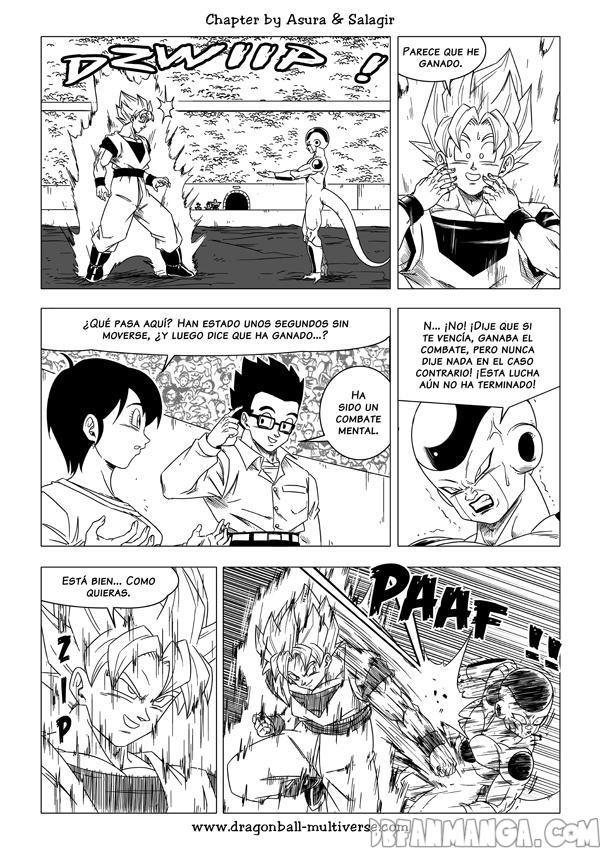 Chapter by Asura & Salagir
DZWIIP !
Parece que he
ganado.
¿Qué pasa aquí? Han estado unos segundos sin
moverse, ¿y luego dice que ha ganado...?
Ha
sido un
combate
mental.
N... ¡No! ¡Dije que si
te vencía, ganaba el
combate, pero nunca
dije nada en el caso
contrario! ¡Esta lucha
aún no ha terminado!
Está bien... Como
quieras.
ZIP
PAAF !!
www.dragonball-multiverse.com
DBFANMANGA.COM